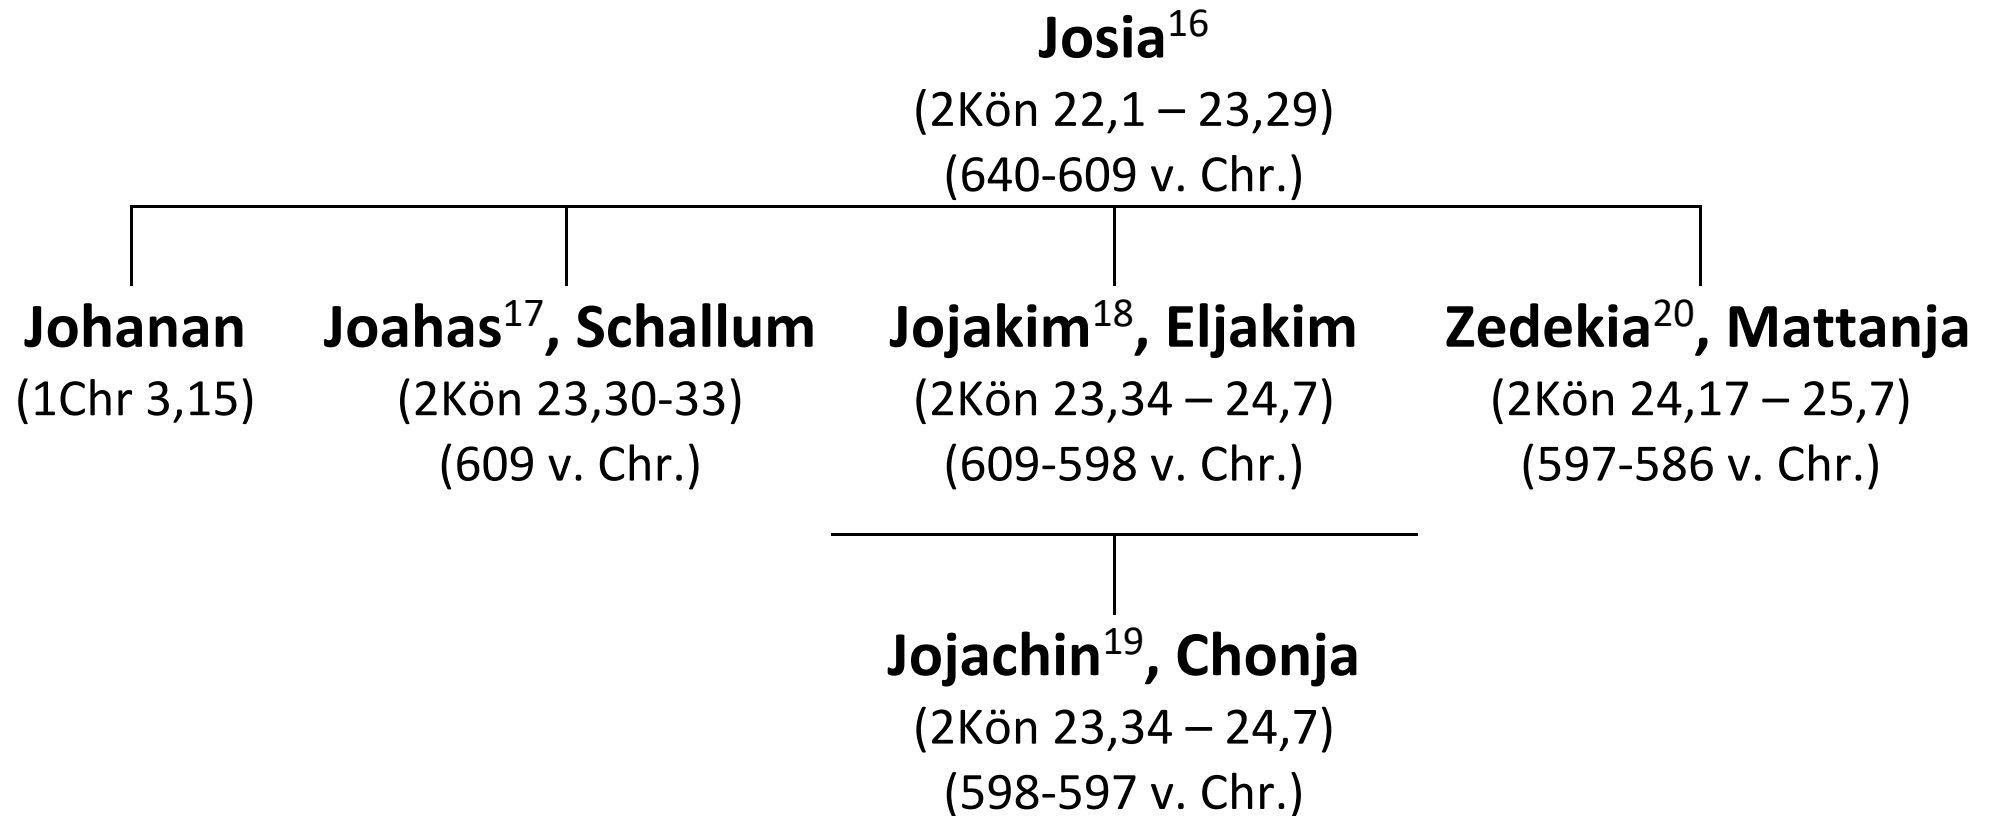 Josia16
(2Kön 22,1 – 23,29)
(640-609 v. Chr.)
Johanan
(1Chr 3,15)
Joahas17, Schallum
(2Kön 23,30-33)
(609 v. Chr.)
Jojakim18, Eljakim
(2Kön 23,34 – 24,7)
(609-598 v. Chr.)
Zedekia20, Mattanja
(2Kön 24,17 – 25,7)
(597-586 v. Chr.)
Jojachin19, Chonja
(2Kön 23,34 – 24,7)
(598-597 v. Chr.)